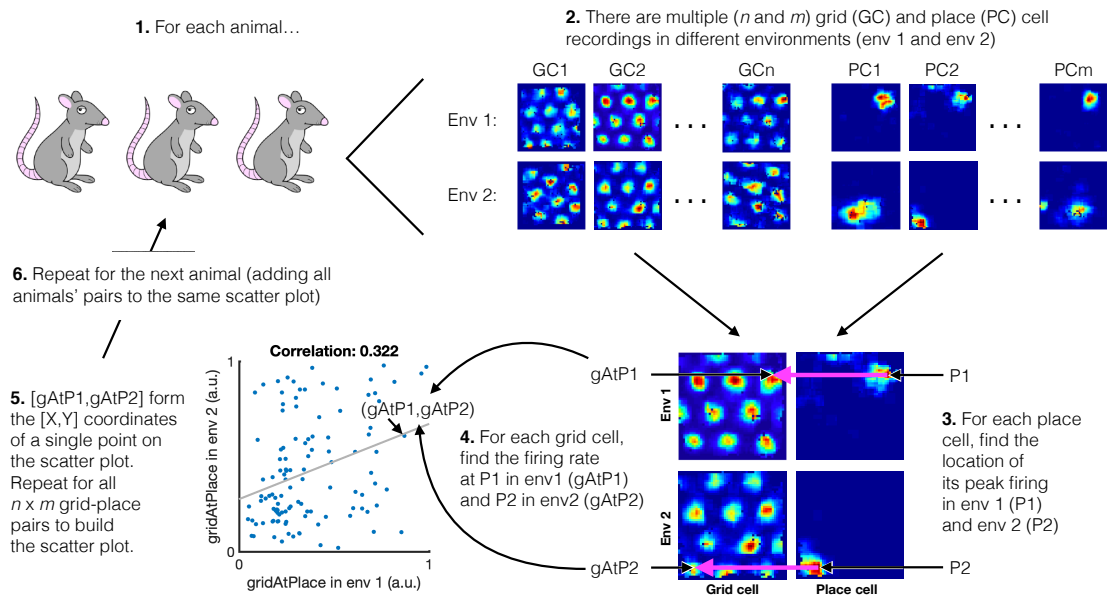 1. For each animal…
2. There are multiple (n and m) grid (GC) and place (PC) cell
recordings in different environments (env 1 and env 2)
GC1 GC2 GCn PC1 PC2 PCm
Env 1: . . . . . .
Env 2: . . . . . .
6. Repeat for the next animal (adding all
animals’ pairs to the same scatter plot)
5. [gAtP1,gAtP2] form
the [X,Y] coordinates
of a single point on
the scatter plot.
Repeat for all
n x m grid-place
pairs to build
the scatter plot.
Correlation: 0.322
1
gridAtPlace in env 2 (a.u.)
(gAtP1,gAtP2)
0
0 1
gridAtPlace in env 1 (a.u.)
4. For each grid cell,
find the firing rate
at P1 in env1 (gAtP1)
and P2 in env2 (gAtP2)
gAtP1
gAtP2
Env 1
Env 2
Grid cell Place cell
P1
3. For each place
cell, find the
location of
its peak firing
in env 1 (P1)
and env 2 (P2)
P2